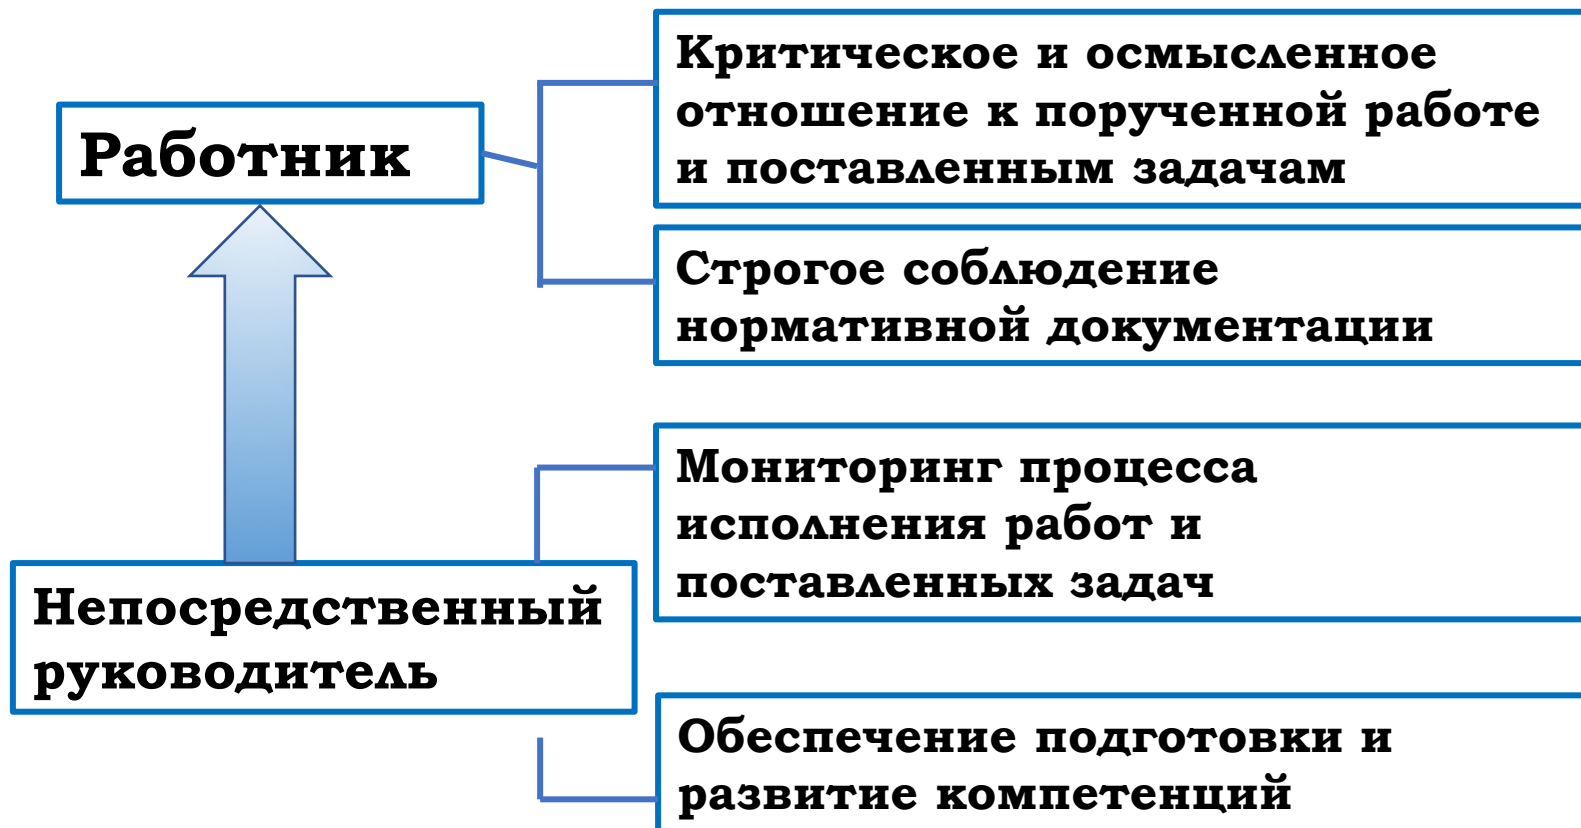 Работник
Критическое и осмысленное
отношение к порученной работе
и поставленным задачам
Строгое соблюдение
нормативной документации
Непосредственный
руководитель
Мониторинг процесса
исполнения работ и
поставленных задач
Обеспечение подготовки и
развитие компетенций